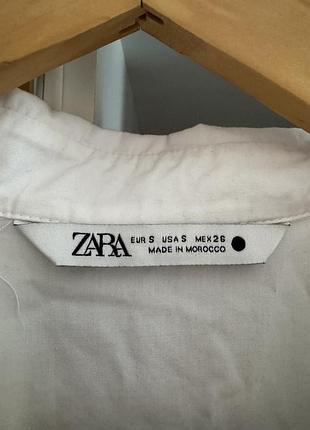 ZARA
EUR S USA S MEX 26
MADE IN MOROCCO